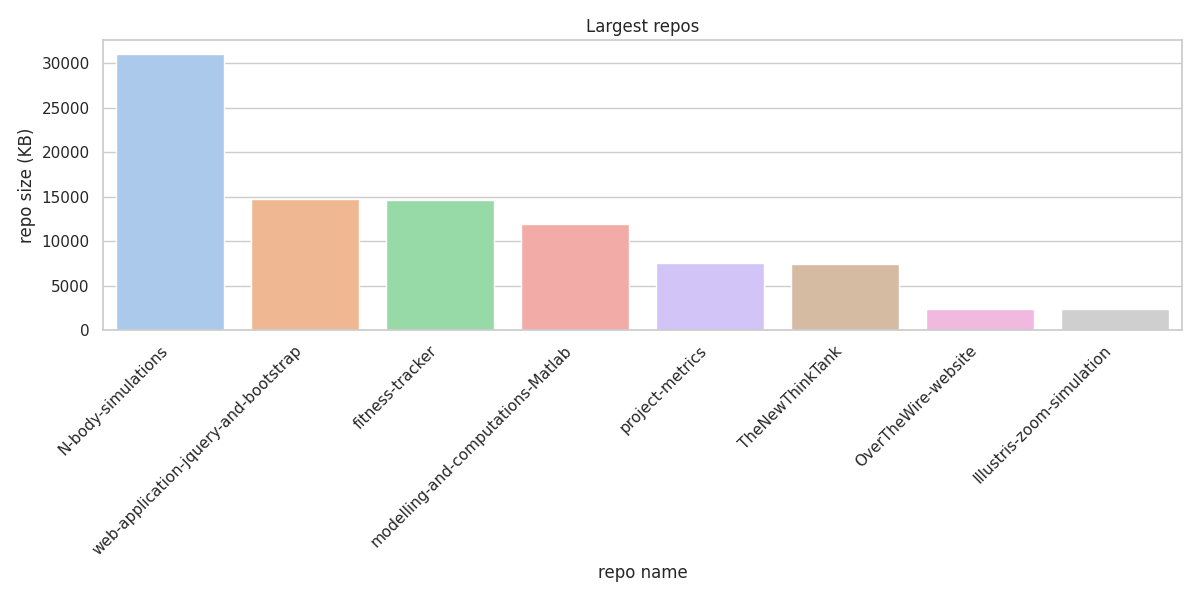 Largest repos
repo size (KB)
30000
25000
20000
15000
10000
5000
0
N-body-simulations
web-application-jquery-and-bootstrap
fitness-tracker
modelling-and-computations-Matlab
project-metrics
TheNewThinkTank
OverTheWire-website
Illustris-zoom-simulation
repo name